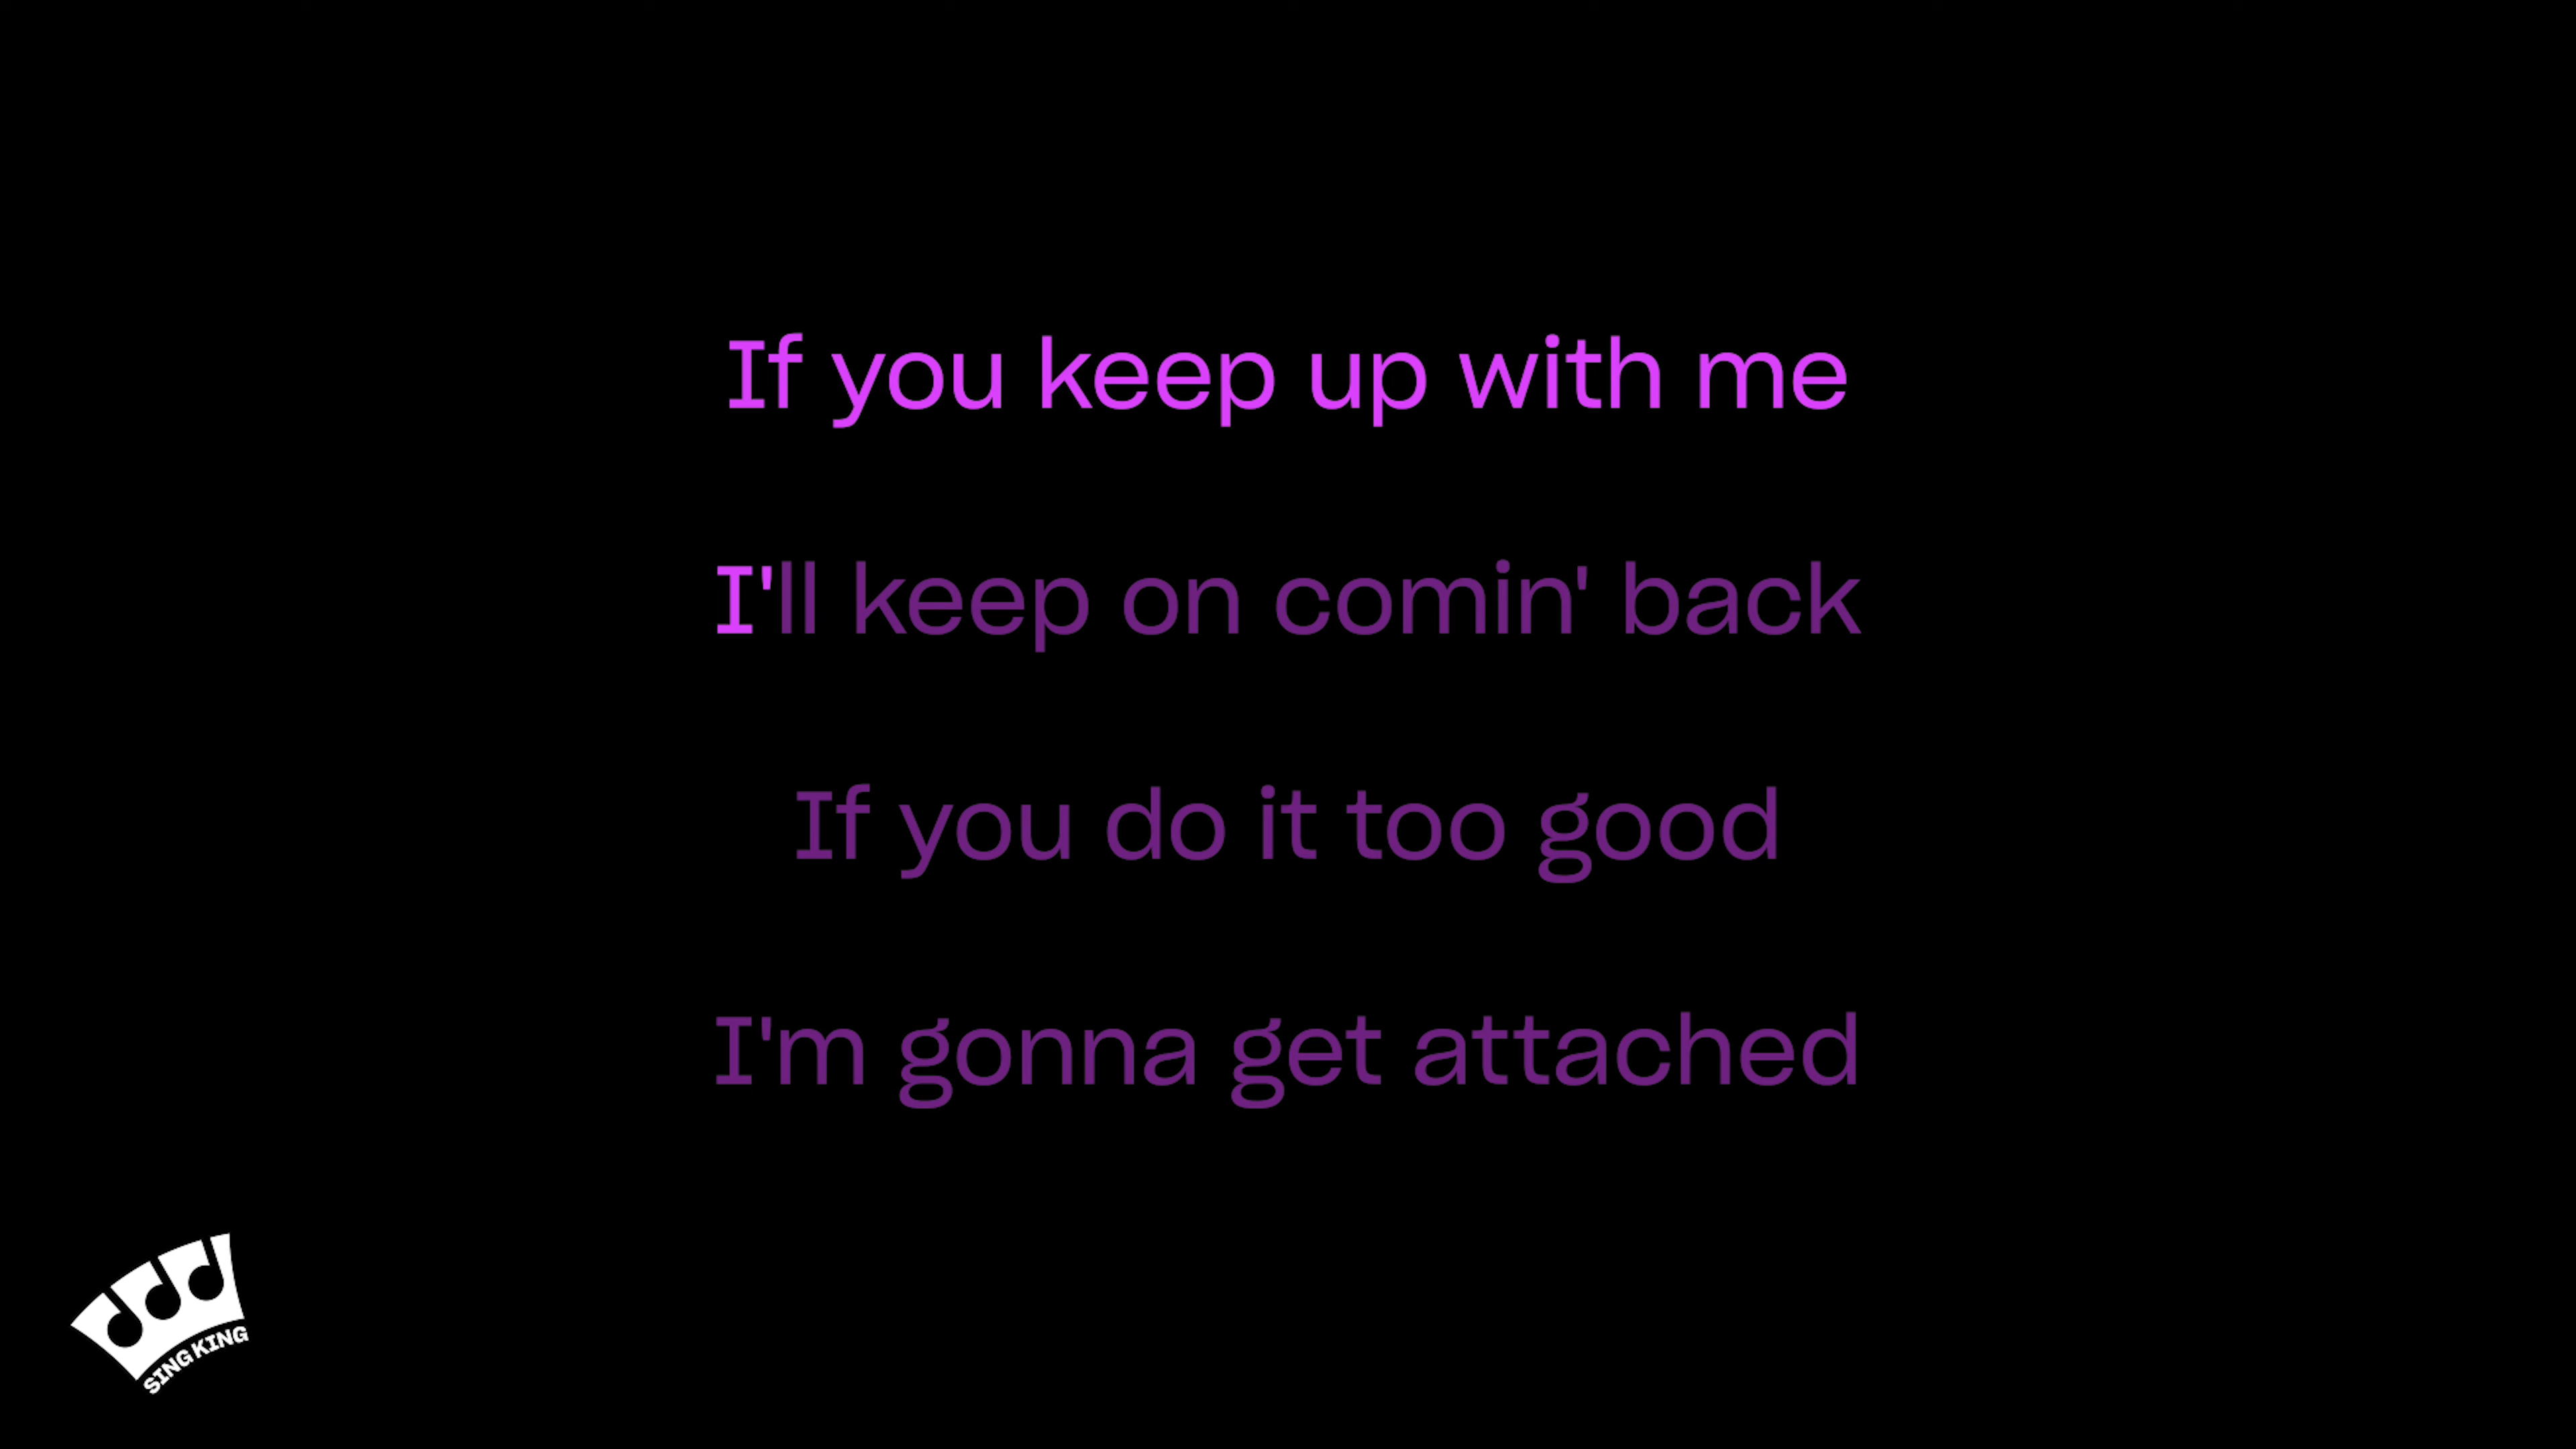 If you keep up with me
I'll keep on comin' back
If you do it too good
I'm gonna get attached
SING KING